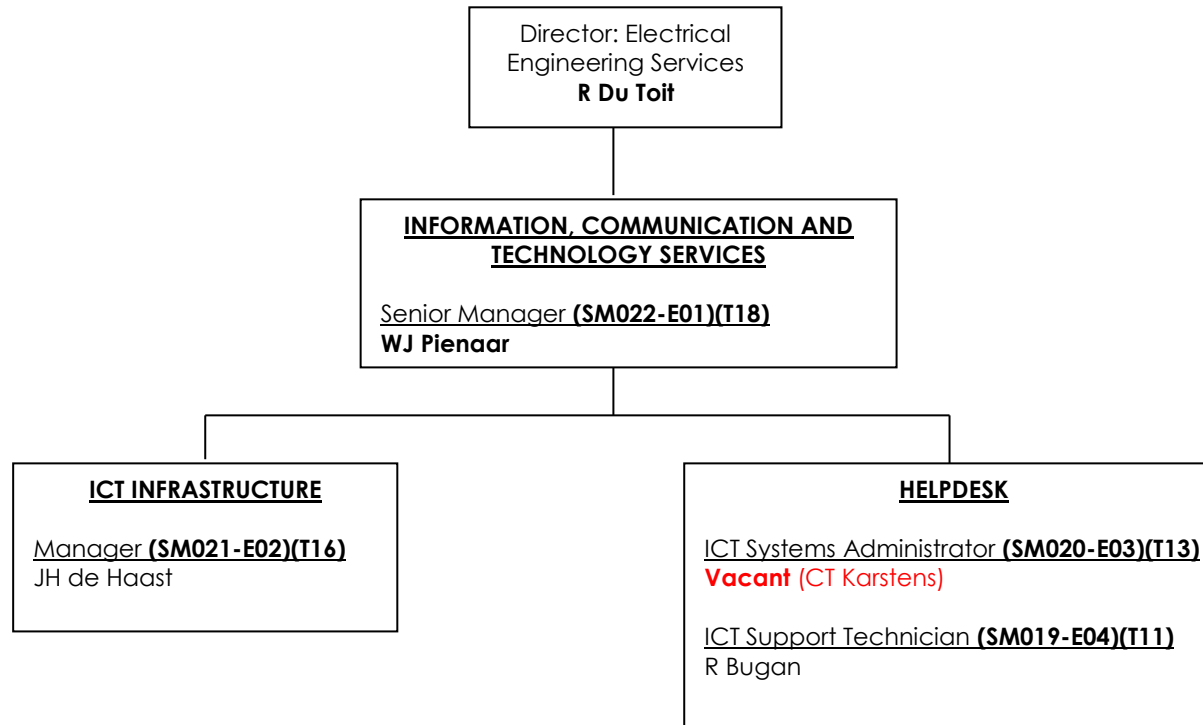 Director: Electrical
Engineering Services
R Du Toit
INFORMATION, COMMUNICATION AND
TECHNOLOGY SERVICES
Senior Manager (SM022-E01)(T18)
WJ Pienaar
ICT INFRASTRUCTURE
Manager (SM021-E02)(T16)
JH de Haast
HELPDESK
ICT Systems Administrator (SM020-E03)(T13)
Vacant (CT Karstens)
ICT Support Technician (SM019-E04)(T11)
R Bugan